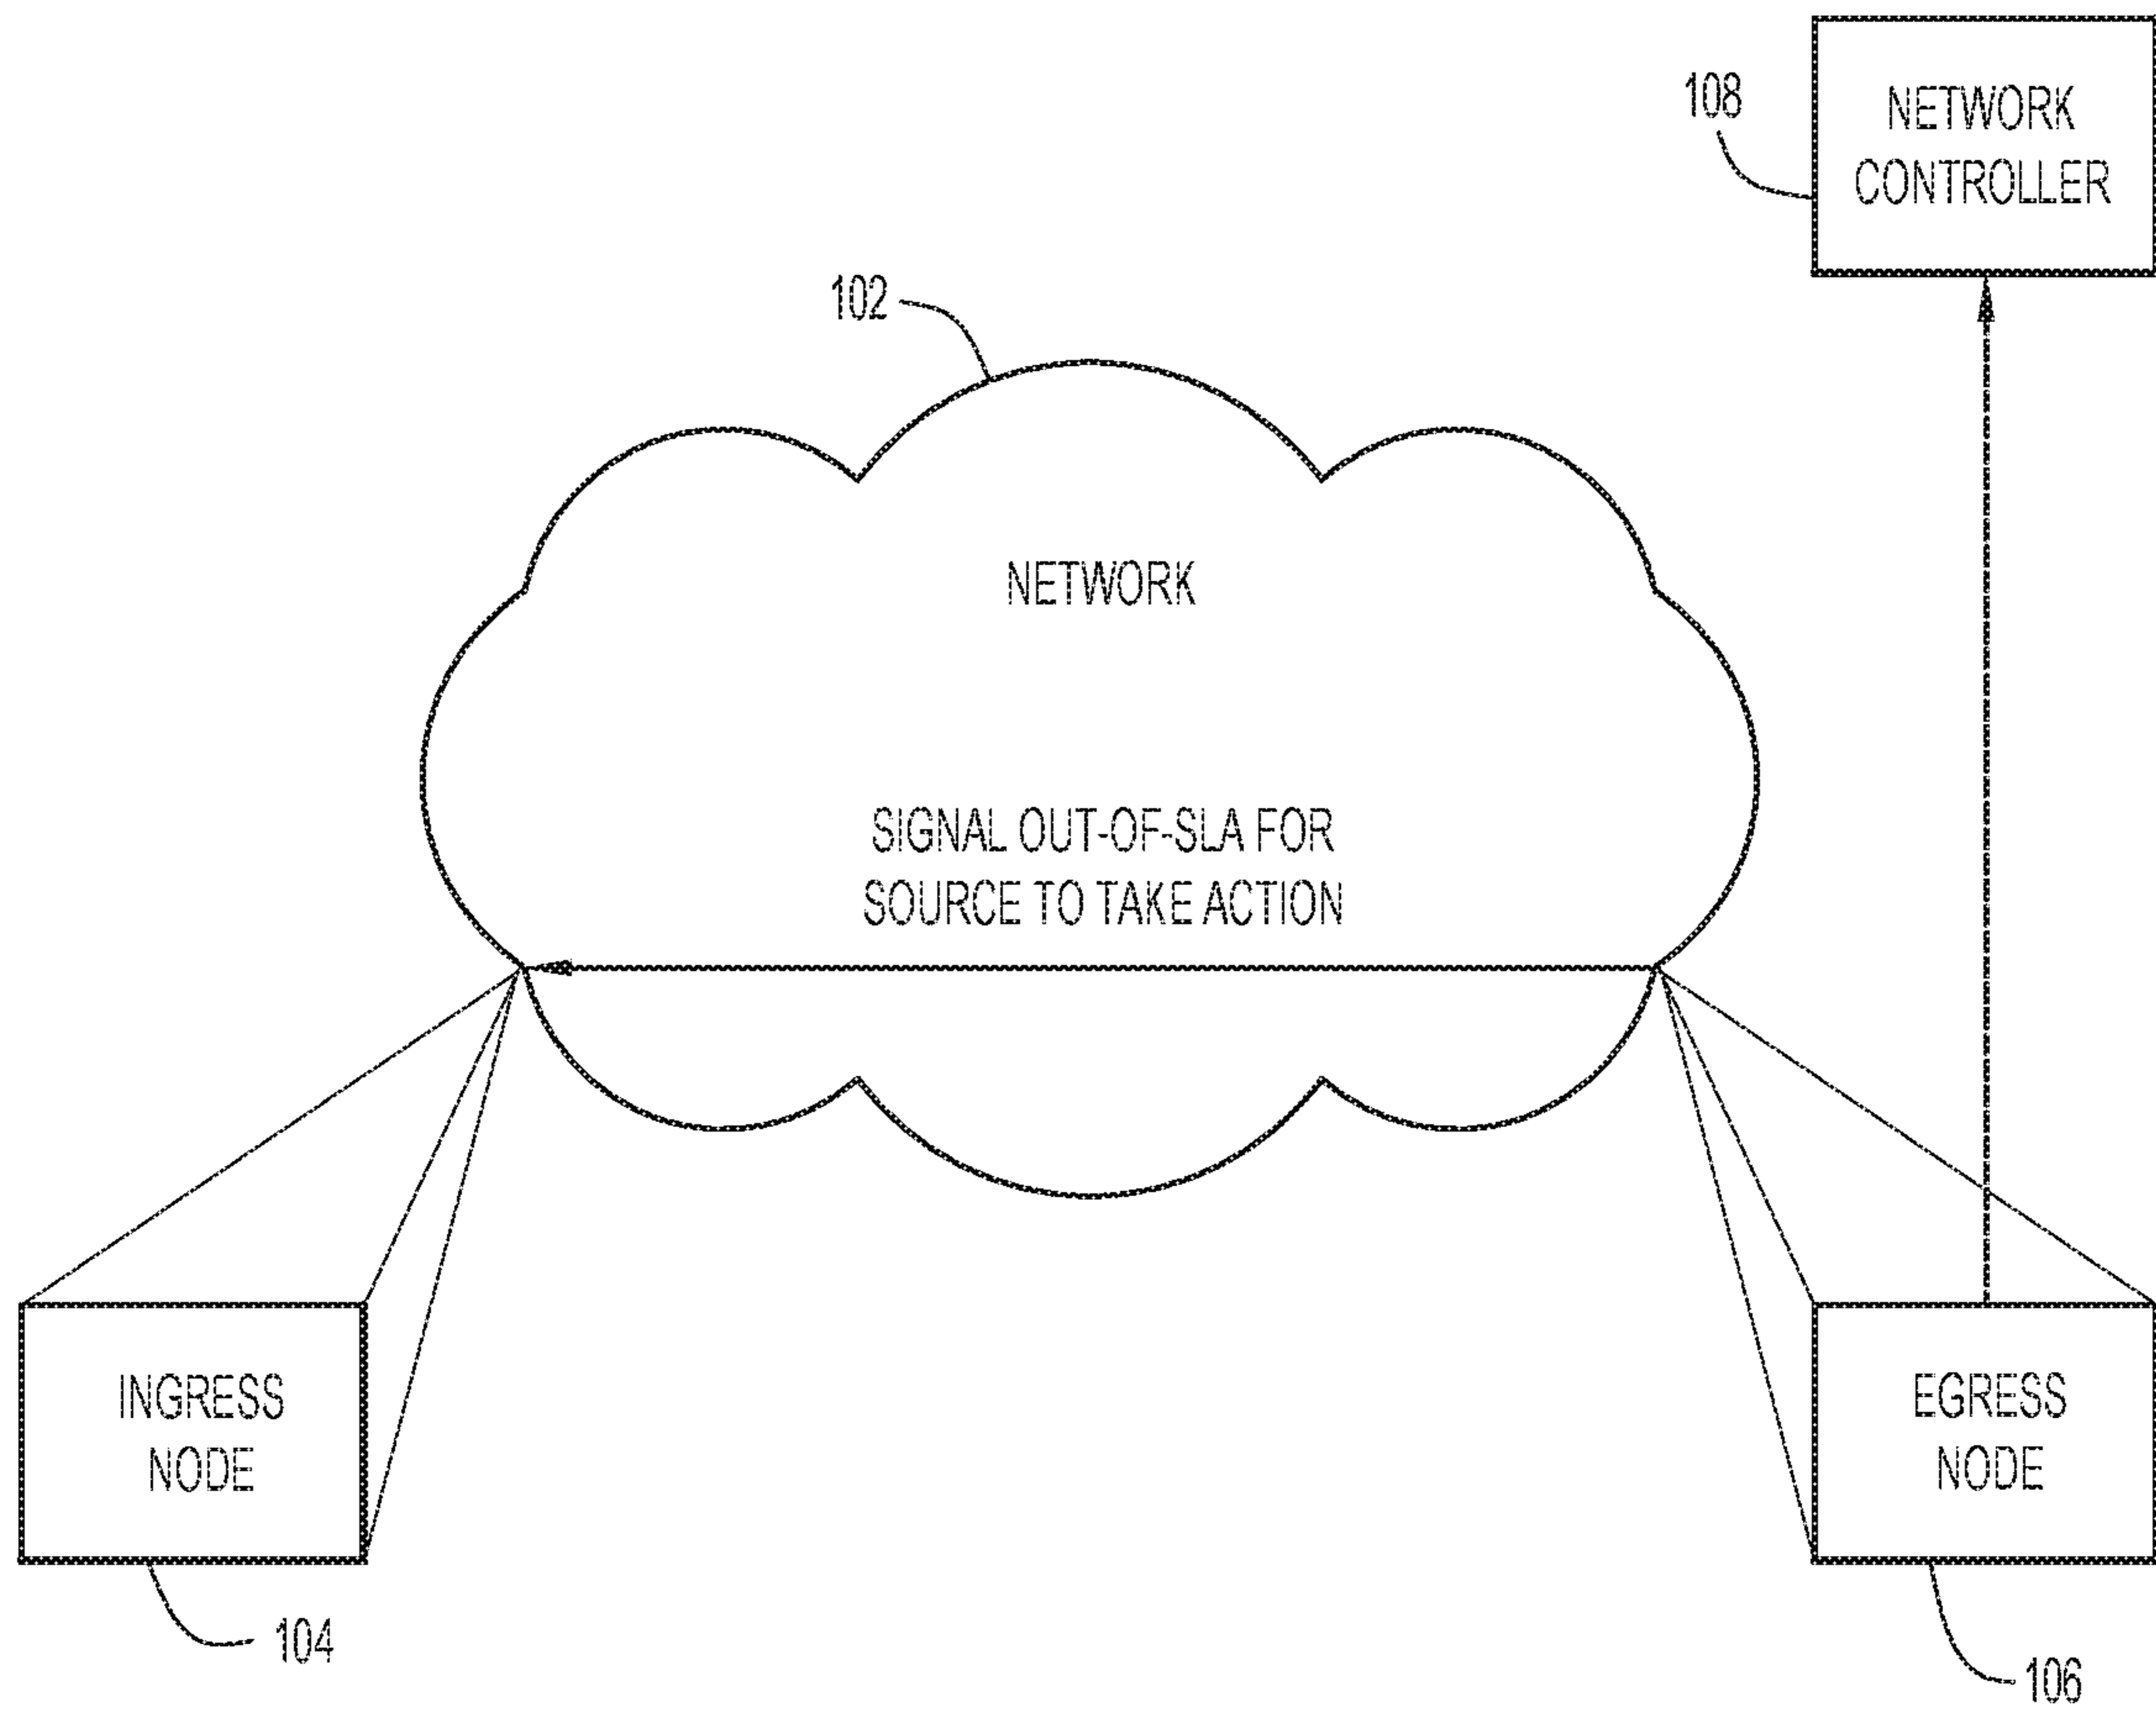 108
NETWORK
CONTROLLER
102
NETWORK
SIGNAL OUT-OF-SLA FOR
SOURCE TO TAKE ACTION
INGRESS
NODE
104
EGRESS
NODE
106